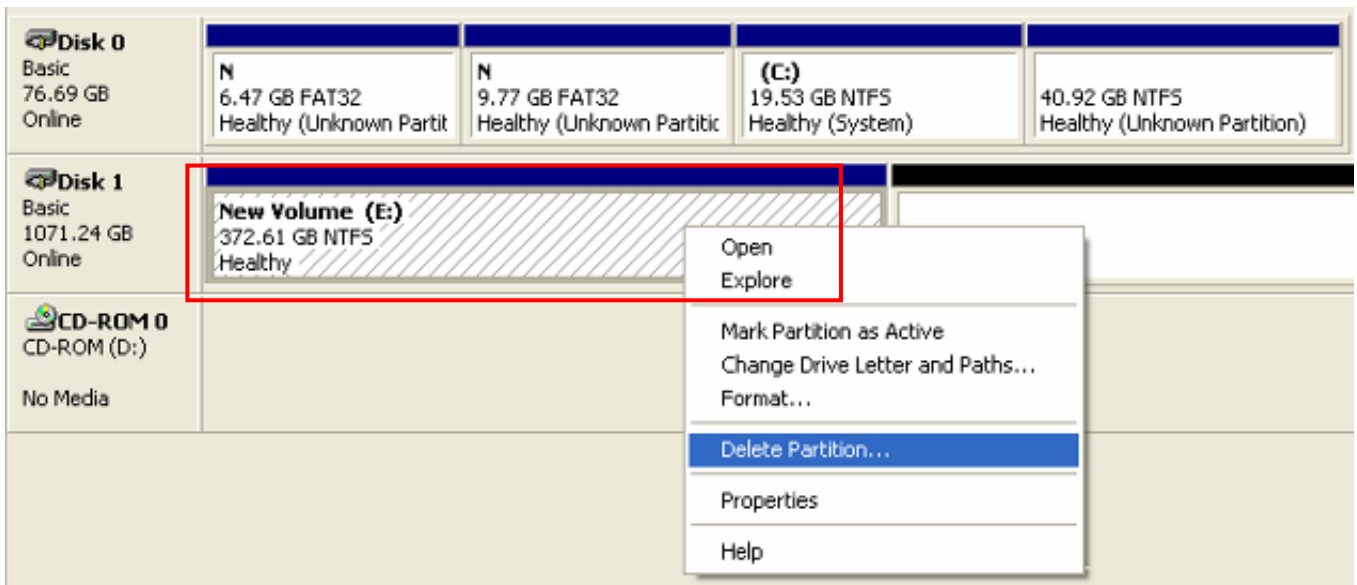 Disk 0
Basic
76.69 GB
Online
N
6.47 GB FAT32
Healthy (Unknown Partit
N
9.77 GB FAT32
Healthy (Unknown Partitic
(C:)
19.53 GB NTFS
Healthy (System)
40.92 GB NTFS
Healthy (Unknown Partition)
Disk 1
Basic
1071.24 GB
Online
New Volume (E:)
372.61 GB NTFS
Healthy
Open
Explore
Mark Partition as Active
Change Drive Letter and Paths...
Format...
Delete Partition...
Properties
Help
CD-ROM 0
CD-ROM (D:)
No Media